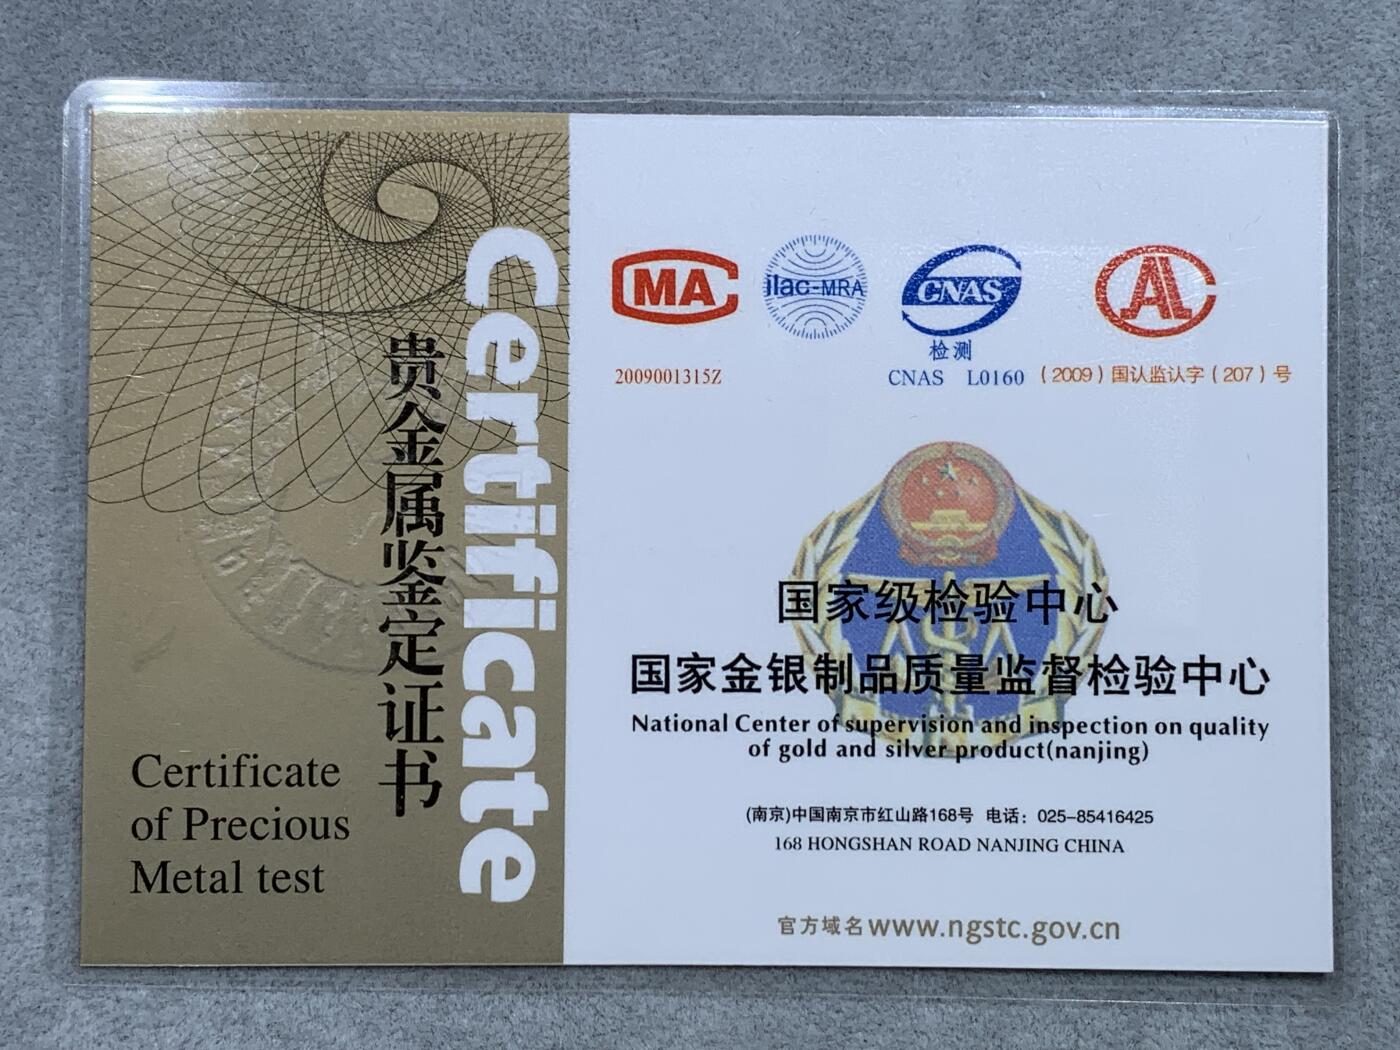 Certificate
贵金属鉴定证书
Certificate
of Precious
Metal test
CMA
ilac-MRA
CNAS
CAL
检测
2009001315Z
CNAS L0160
（2009）国认监认字（207）号
国家级检验中心
国家金银制品质量监督检验中心
National Center of supervision and inspection on quality
of gold and silver product(nanjing)
(南京)中国南京市红山路168号 电话：025-85416425
168 HONGSHAN ROAD NANJING CHINA
官方域名www.ngstc.gov.cn